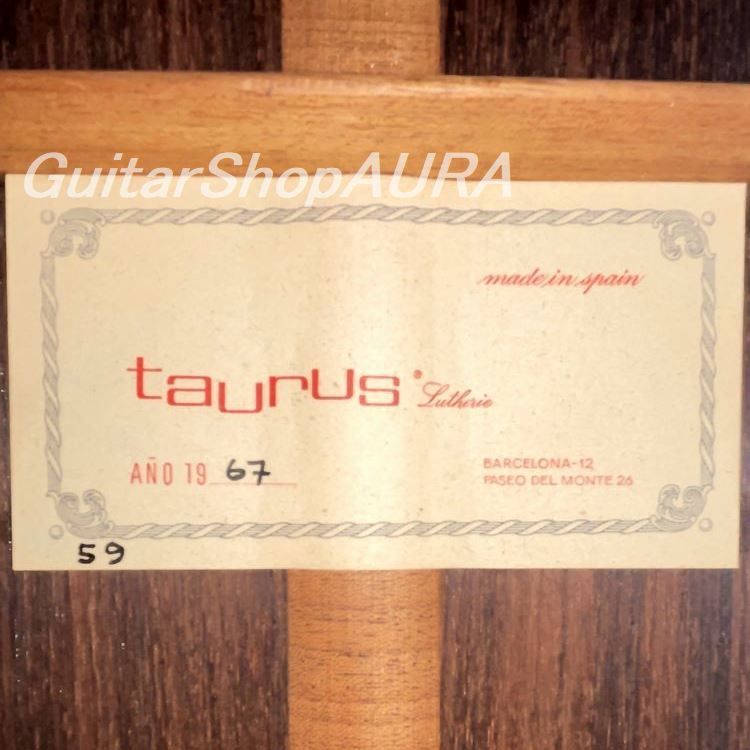 GuitarShopAURA
made in spain
taurus® Lutherie
AÑO 19 67
BARCELONA-12
PASEO DEL MONTE 26
59